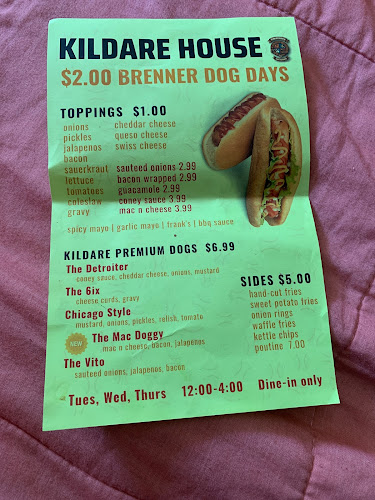 KILDARE HOUSE
$2.00 BRENNER DOG DAYS
TOPPINGS $1.00
onions cheddar cheese
pickles queso cheese
jalapenos swiss cheese
bacon
saurkraut sauteed onions 2.99
lettuce bacon wrapped 2.99
tomatoes guacamole 2.99
coleslaw coney sauce 3.99
gravy mac n cheese 3.99
spicy mayo | garlic mayo | frank's | bbq sauce
KILDARE PREMIUM DOGS $6.99
The Detroiter
coney sauce, cheddar cheese, onions, mustard
The 6ix
cheese curds, gravy
Chicago Style
mustard, onions, pickles, relish, tomato
NEW The Mac Doggy
mac n cheese, bacon, jalapenos
The Vito
sauteed onions, jalapenos, bacon
SIDES $5.00
hand-cut fries
sweet potato fries
onion rings
waffle fries
kettle chips
poutine 7.00
Tues, Wed, Thurs 12:00-4:00 Dine-in only